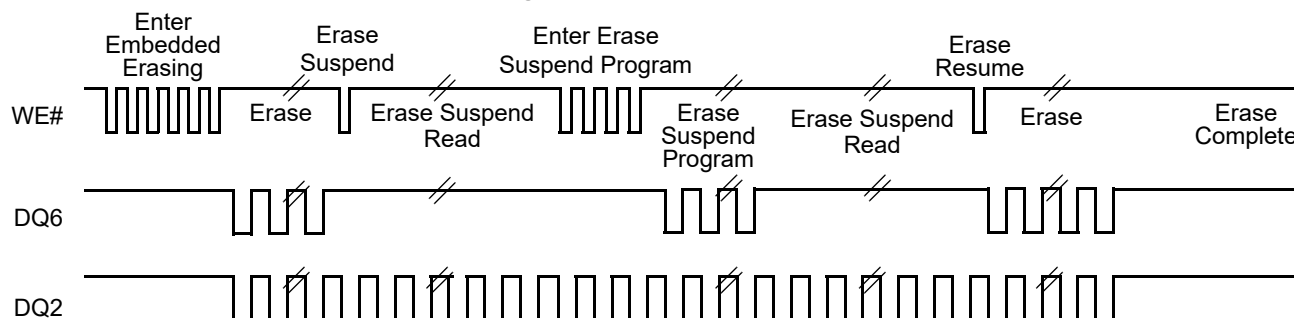 Enter
Embedded
Erasing
Erase
Suspend
Enter Erase
Suspend Program
Erase
Resume
WE#
Erase
Erase Suspend
Read
Erase
Suspend
Program
Erase Suspend
Read
Erase
Erase
Complete
DQ6
DQ2